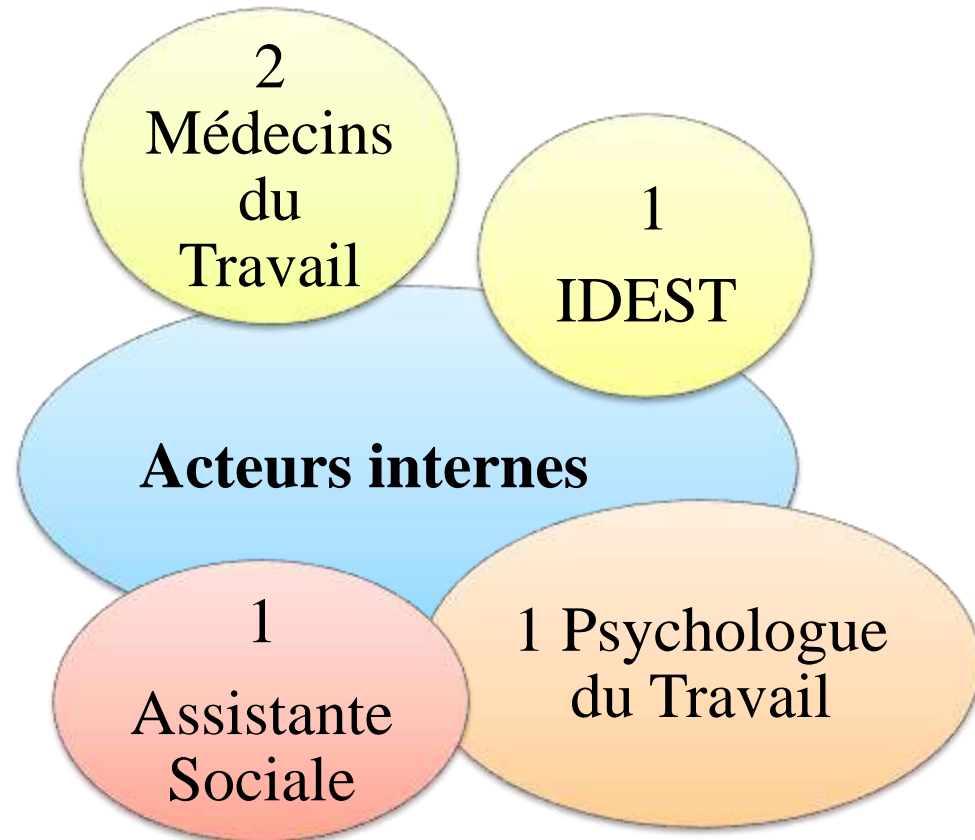 2
Médecins
du
Travail
1
IDEST
Acteurs internes
1
Assistante
Sociale
1 Psychologue
du Travail